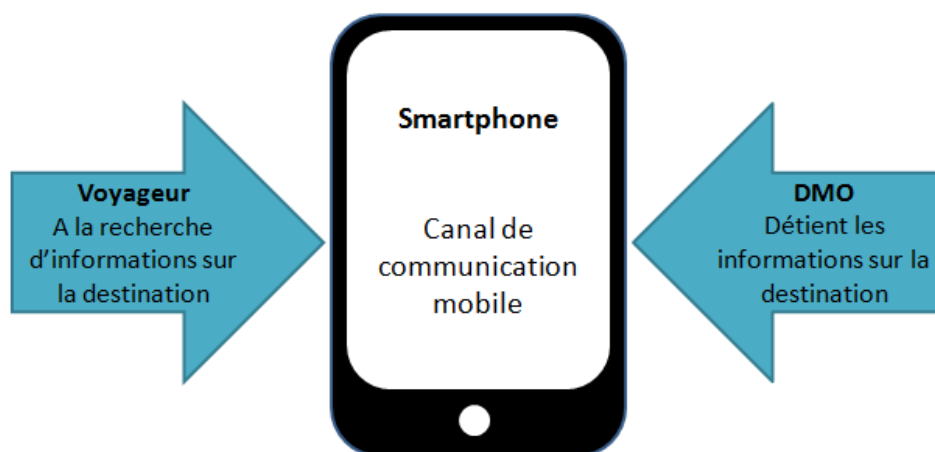 Voyageur
A la recherche
d'informations sur
la destination
Smartphone
Canal de
communication
mobile
DMO
Détient les
informations sur la
destination